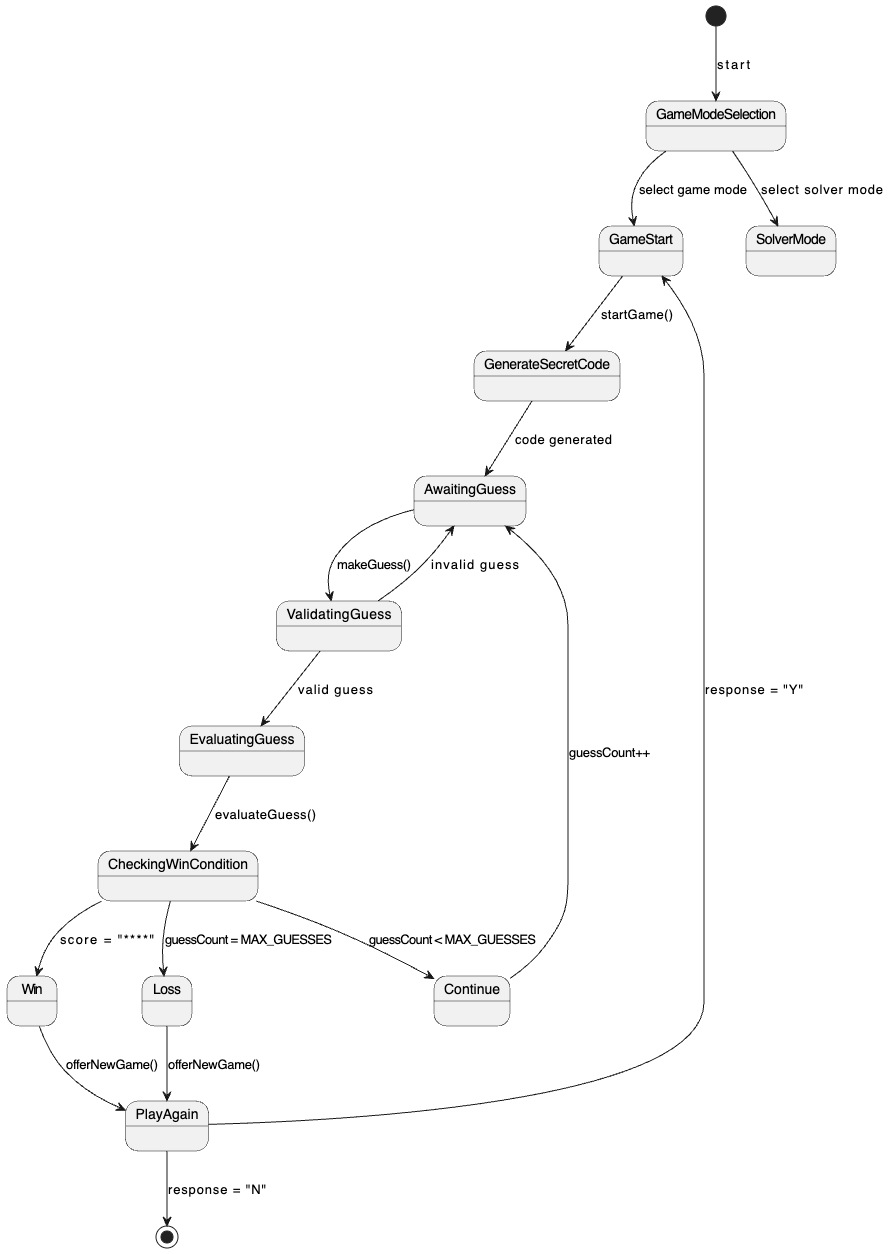 start
GameModeSelection
select game mode
select solver mode
GameStart
SolverMode
startGame()
GenerateSecretCode
code generated
AwaitingGuess
makeGuess()
invalid guess
ValidatingGuess
valid guess
response = "Y"
EvaluatingGuess
guessCount++
evaluateGuess()
CheckingWinCondition
score = "****"
guessCount = MAX_GUESSES
guessCount < MAX_GUESSES
Win
Loss
Continue
offerNewGame()
offerNewGame()
PlayAgain
response = "N"